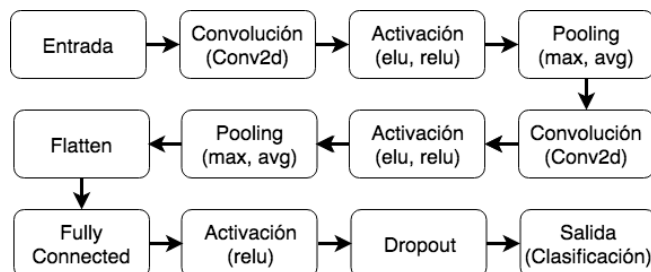 Entrada
Convolución
(Conv2d)
Activación
(elu, relu)
Pooling
(max, avg)
Convolución
(Conv2d)
Activación
(elu, relu)
Pooling
(max, avg)
Flatten
Fully
Connected
Activación
(relu)
Dropout
Salida
(Clasificación)